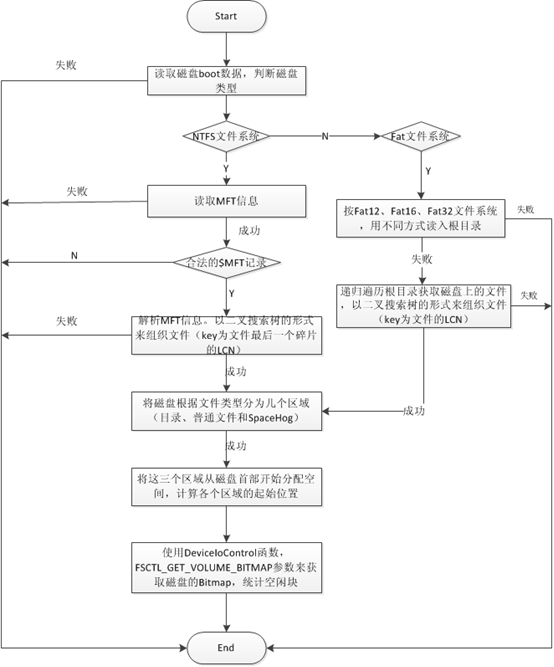 Start
失败
读取磁盘boot数据，判断磁盘
类型
NTFS文件系统
N
Fat文件系统
Y
Y
失败
读取MFT信息
按Fat12、Fat16、Fat32文件系统
，用不同方式读入根目录
失败
成功
失败
N
合法的$MFT记录
Y
递归遍历根目录获取磁盘上的文件
，以二叉搜索树的形式来组织文件
（key为文件的LCN）
失败
失败
解析MFT信息。以二叉搜索树的形式
来组织文件（key为文件最后一个碎片
的LCN）
成功
将磁盘根据文件类型分为几个区域
（目录、普通文件和SpaceHog）
成功
成功
将这三个区域从磁盘首部开始分配空
间，计算各个区域的起始位置
使用DeviceIoControl函数，
FSCTL_GET_VOLUME_BITMAP参数来获
取磁盘的Bitmap，统计空闲块
End